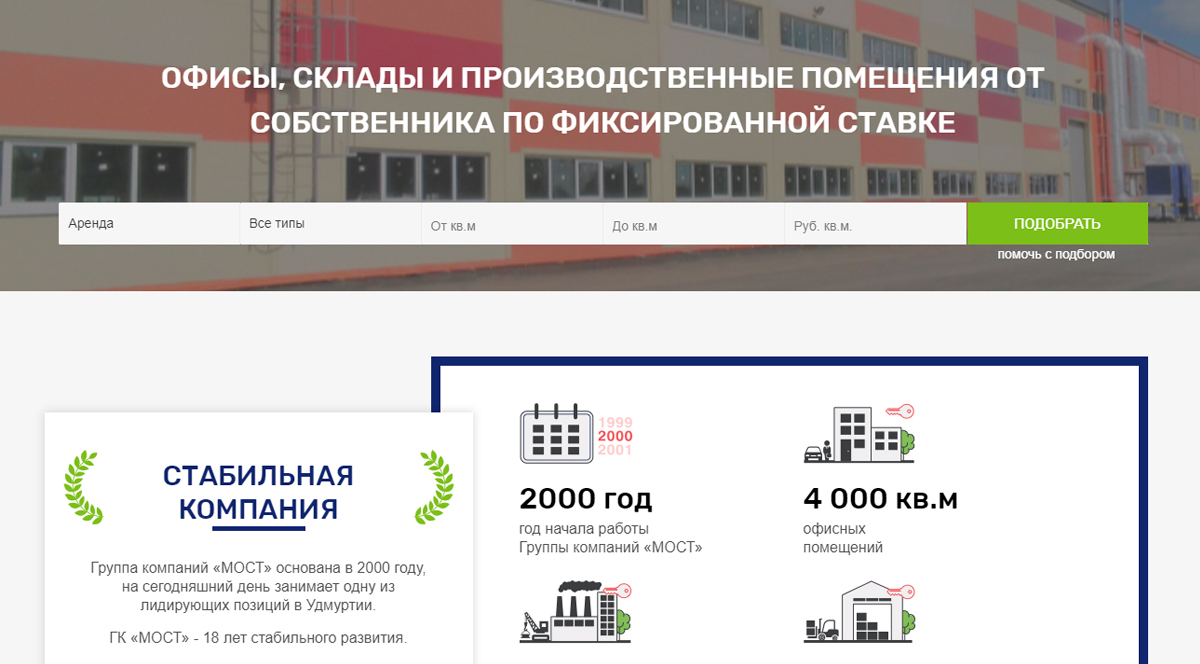 ОФИСЫ, СКЛАДЫ И ПРОИЗВОДСТВЕННЫЕ ПОМЕЩЕНИЯ ОТ
СОБСТВЕННИКА ПО ФИКСИРОВАННОЙ СТАВКЕ
Аренда
Все типы
От кв.м
До кв.м
Руб. кв.м.
ПОДОБРАТЬ
помочь с подбором
СТАБИЛЬНАЯ
КОМПАНИЯ
Группа компаний «МОСТ» основана в 2000 году,
на сегодняшний день занимает одну из
лидирующих позиций в Удмуртии.
ГК «МОСТ» - 18 лет стабильного развития.
1999
2000
2001
2000 год
год начала работы
Группы компаний «МОСТ»
4 000 кв.м
офисных
помещений